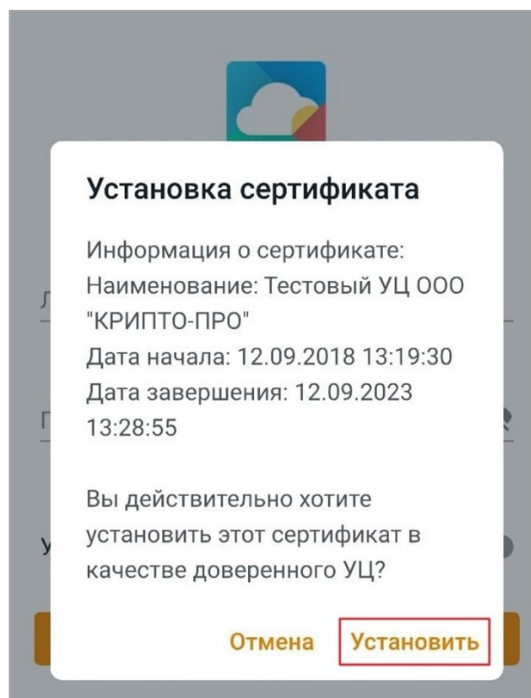 Установка сертификата
Информация о сертификате:
Наименование: Тестовый УЦ ООО
"КРИПТО-ПРО"
Дата начала: 12.09.2018 13:19:30
Дата завершения: 12.09.2023
13:28:55
Вы действительно хотите
установить этот сертификат в
качестве доверенного УЦ?
Отмена Установить